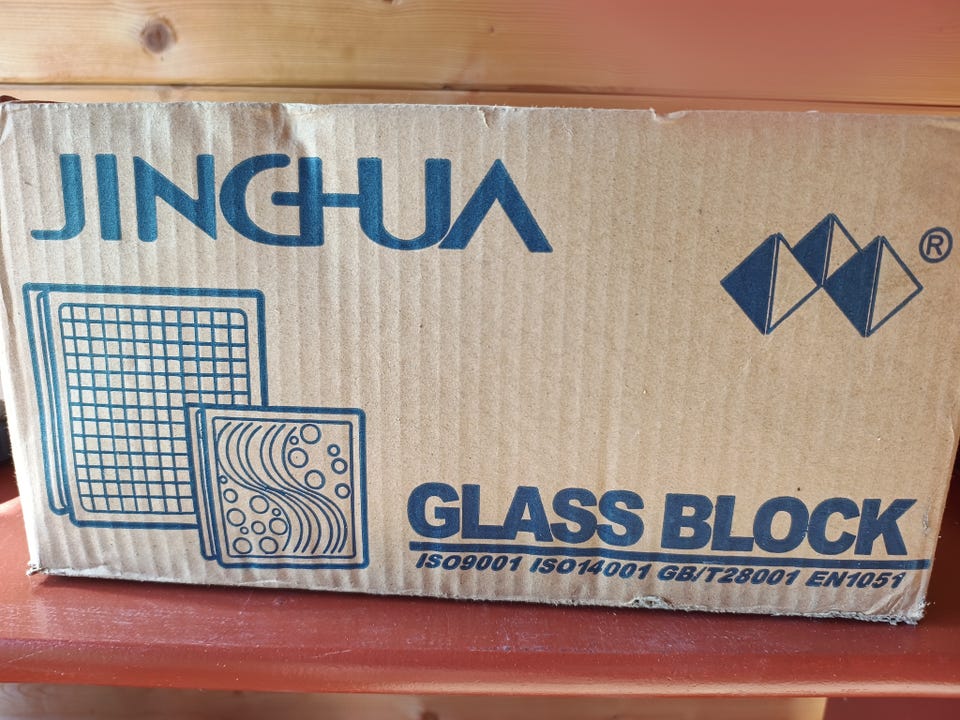 JINGHUA
®
GLASS BLOCK
ISO9001 ISO14001 GB/T28001 EN1051